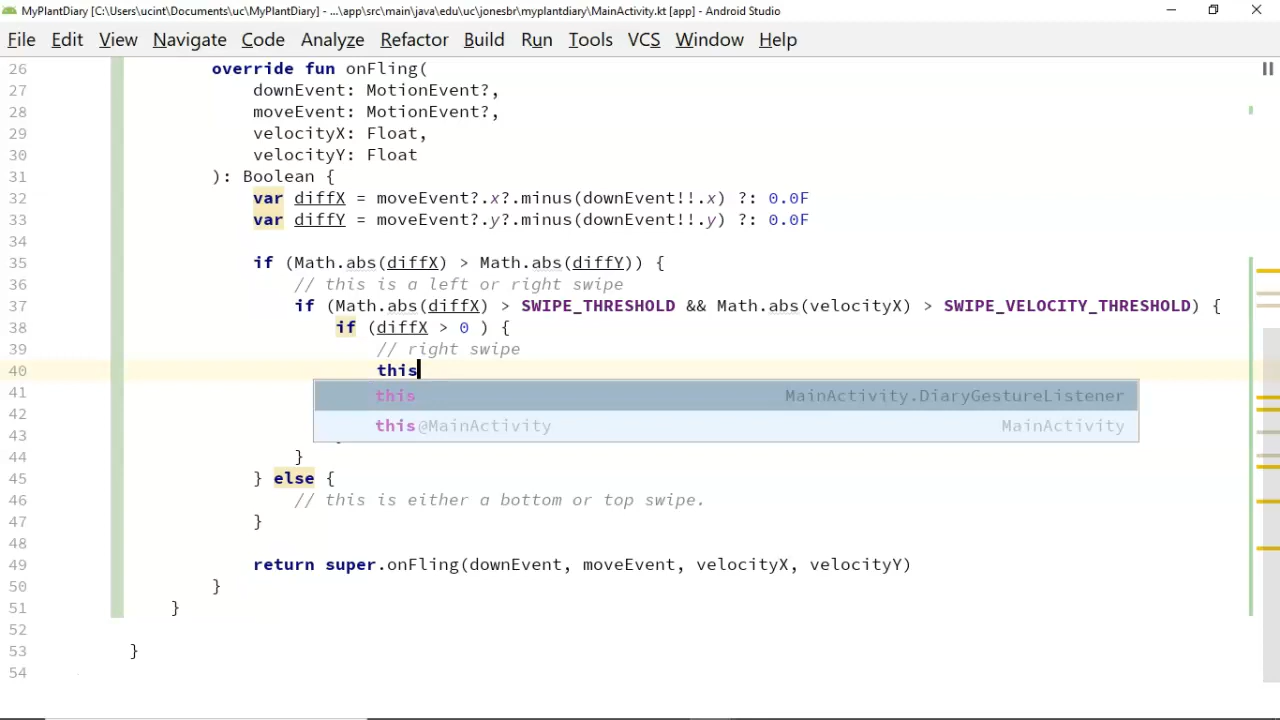 MyPlantDiary [C:\Users\ucint\Documents\uc\MyPlantDiary] - ...\app\src\main\java\edu\uc\jonesbr\myplantdiary\MainActivity.kt [app] - Android Studio
File Edit View Navigate Code Analyze Refactor Build Run Tools VCS Window Help
26 override fun onFling(
27 downEvent: MotionEvent?,
28 moveEvent: MotionEvent?,
29 velocityX: Float,
30 velocityY: Float
31 ): Boolean {
32 var diffX = moveEvent?.x?.minus(downEvent!!.x) ?: 0.0F
33 var diffY = moveEvent?.y?.minus(downEvent!!.y) ?: 0.0F
34
35 if (Math.abs(diffX) > Math.abs(diffY)) {
36 // this is a left or right swipe
37 if (Math.abs(diffX) > SWIPE_THRESHOLD && Math.abs(velocityX) > SWIPE_VELOCITY_THRESHOLD) {
38 if (diffX > 0 ) {
39 // right swipe
40 this
41 this MainActivity.DiaryGestureListener
42 this@MainActivity MainActivity
43
44 }
45 } else {
46 // this is either a bottom or top swipe.
47 }
48
49 return super.onFling(downEvent, moveEvent, velocityX, velocityY)
50 }
51 }
52
53 }
54